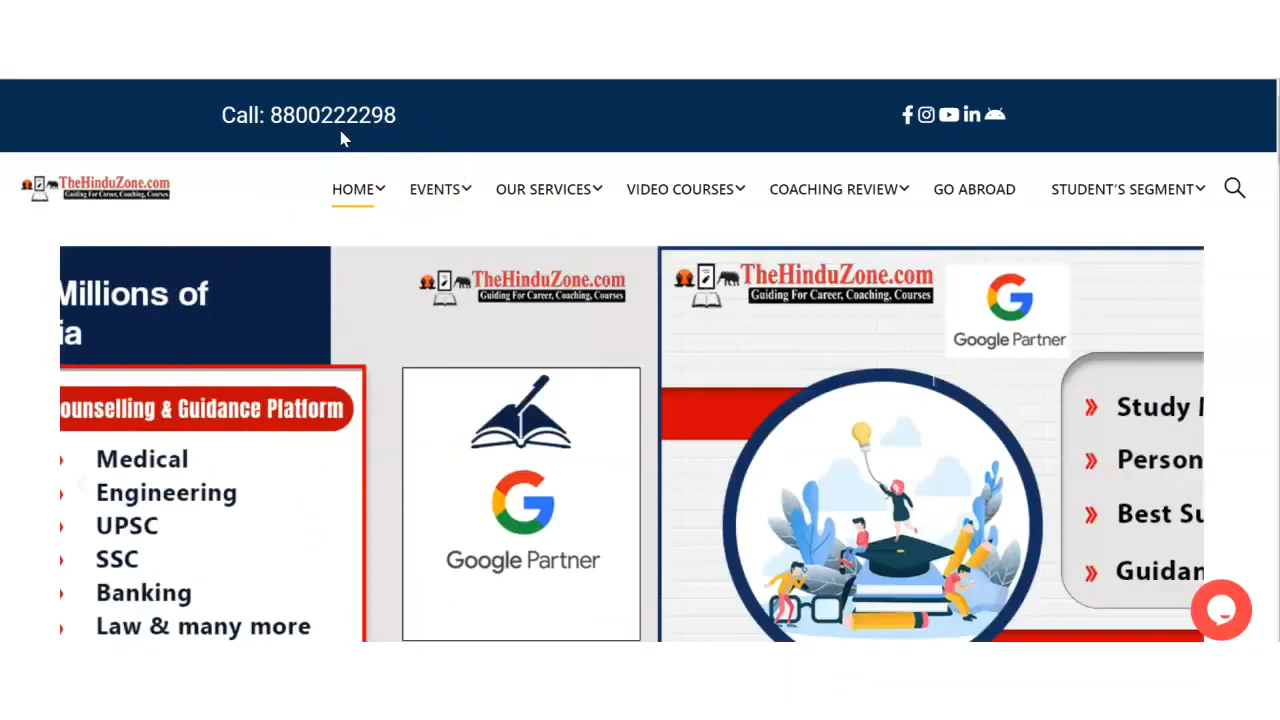 Call: 8800222298
TheHinduZone.com
Guiding For Career, Coaching, Courses
HOME
EVENTS
OUR SERVICES
VIDEO COURSES
COACHING REVIEW
GO ABROAD
STUDENT'S SEGMENT
Millions of
ia
ounselling & Guidance Platform
Medical
Engineering
UPSC
SSC
Banking
Law & many more
TheHinduZone.com
Guiding For Career, Coaching, Courses
Google Partner
TheHinduZone.com
Guiding For Career, Coaching, Courses
Google Partner
Study
Person
Best Su
Guidan